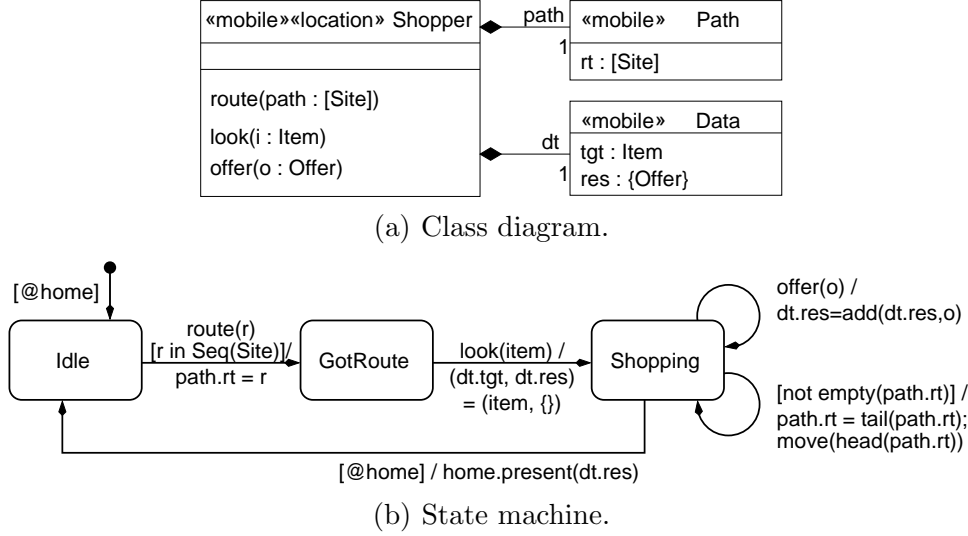 «mobile»«location» Shopper
route(path : [Site])
look(i : Item)
offer(o : Offer)
path
1
«mobile» Path
rt : [Site]
dt
1
«mobile» Data
tgt : Item
res : {Offer}
(a) Class diagram.
[@home]
Idle
route(r)
[r in Seq(Site)]/
path.rt = r
GotRoute
look(item) /
(dt.tgt, dt.res)
= (item, {})
Shopping
offer(o) /
dt.res=add(dt.res,o)
[not empty(path.rt)] /
path.rt = tail(path.rt);
move(head(path.rt))
[@home] / home.present(dt.res)
(b) State machine.